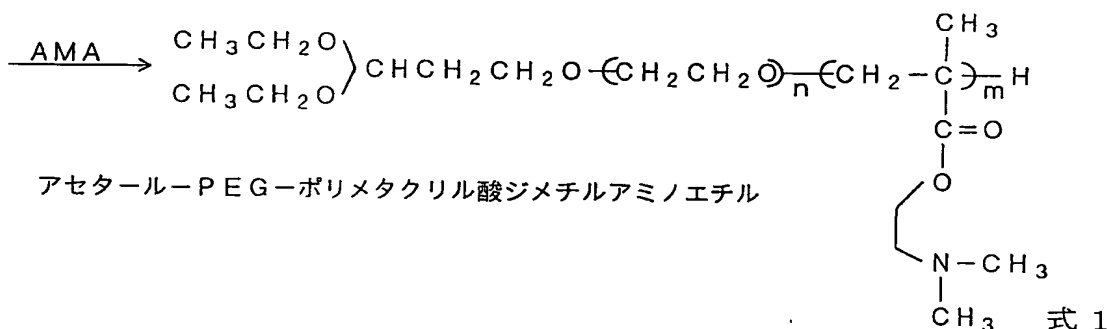 AMA
CH3CH2O
CH3CH2O
CHCH2CH2O-(CH2CH2O)n-(CH2-C)m-H
CH3
C=O
O
N-CH3
CH3
アセタール-PEG-ポリメタクリル酸ジメチルアミノエチル
式 1